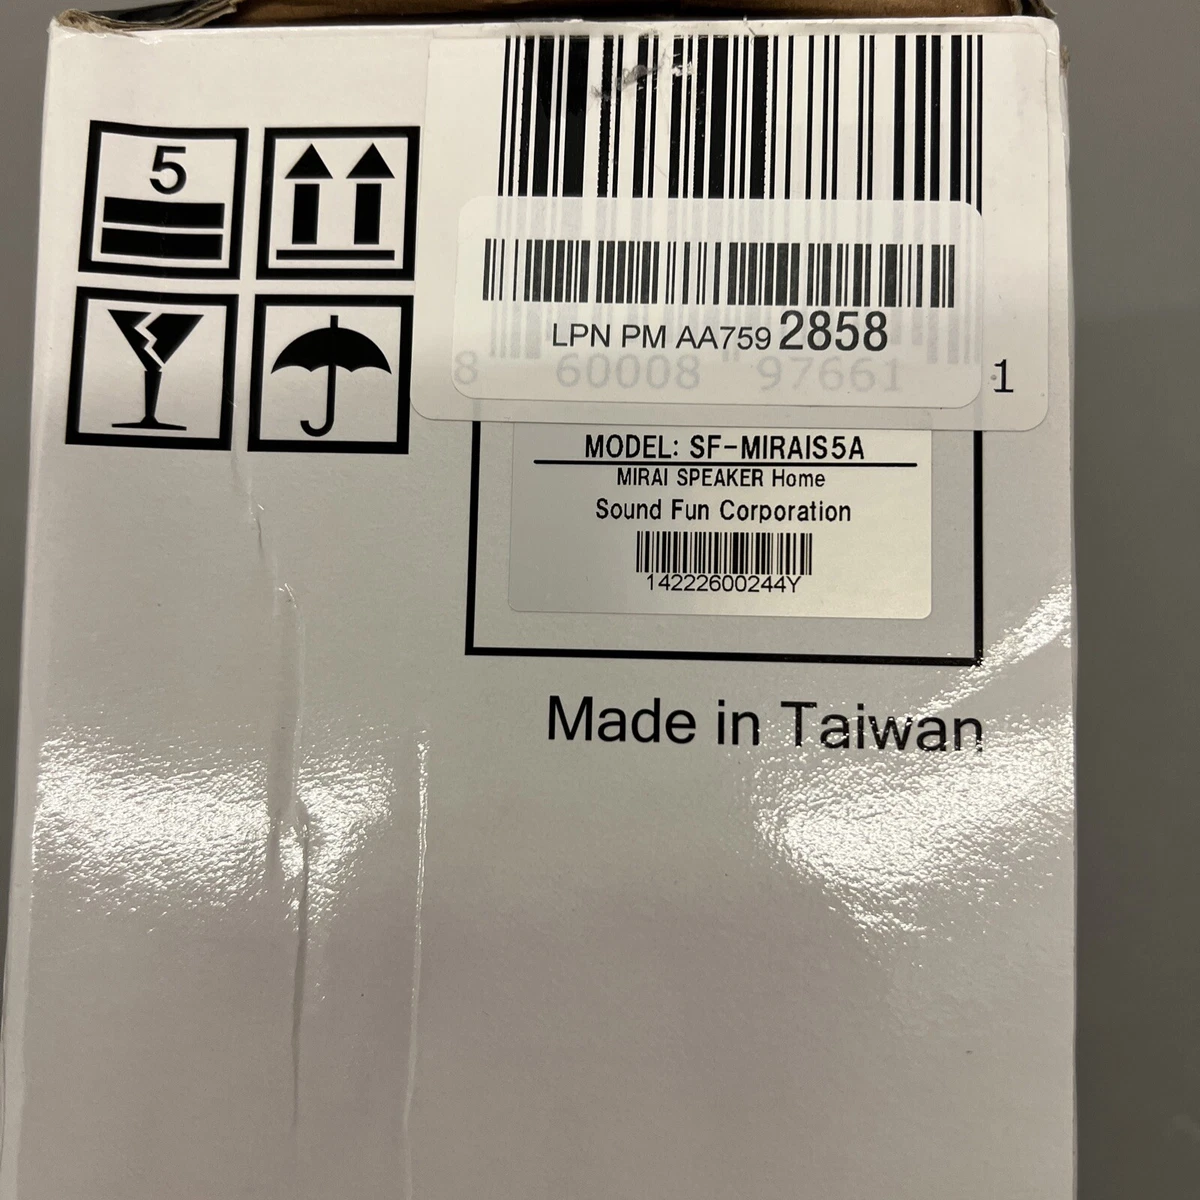 5
LPN PM AA759 2858
8 60008 97661 1
MODEL: SF-MIRAIS5A
MIRAI SPEAKER Home
Sound Fun Corporation
14222600244Y
Made in Taiwan